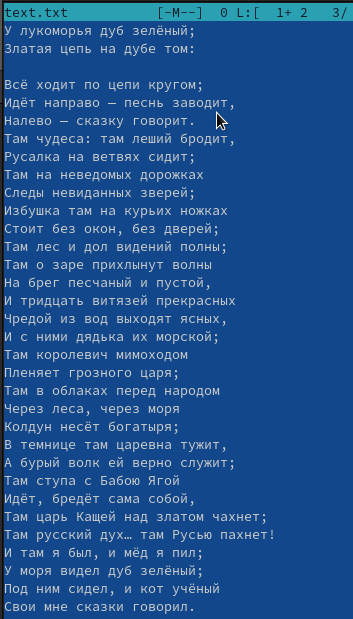 text.txt [-M--] 0 L:[ 1+ 2 3/
У лукоморья дуб зелёный;
Златая цепь на дубе том:

Всё ходит по цепи кругом;
Идёт направо — песнь заводит,
Налево — сказку говорит.
Там чудеса: там леший бродит,
Русалка на ветвях сидит;
Там на неведомых дорожках
Следы невиданных зверей;
Избушка там на курьих ножках
Стоит без окон, без дверей;
Там лес и дол видений полны;
Там о заре прихлынут волны
На брег песчаный и пустой,
И тридцать витязей прекрасных
Чредой из вод выходят ясных,
И с ними дядька их морской;
Там королевич мимоходом
Пленяет грозного царя;
Там в облаках перед народом
Через леса, через моря
Колдун несёт богатыря;
В темнице там царевна тужит,
А бурый волк ей верно служит;
Там ступа с Бабою Ягой
Идёт, бредёт сама собой,
Там царь Кащей над златом чахнет;
Там русский дух… там Русью пахнет!
И там я был, и мёд я пил;
У моря видел дуб зелёный;
Под ним сидел, и кот учёный
Свои мне сказки говорил.